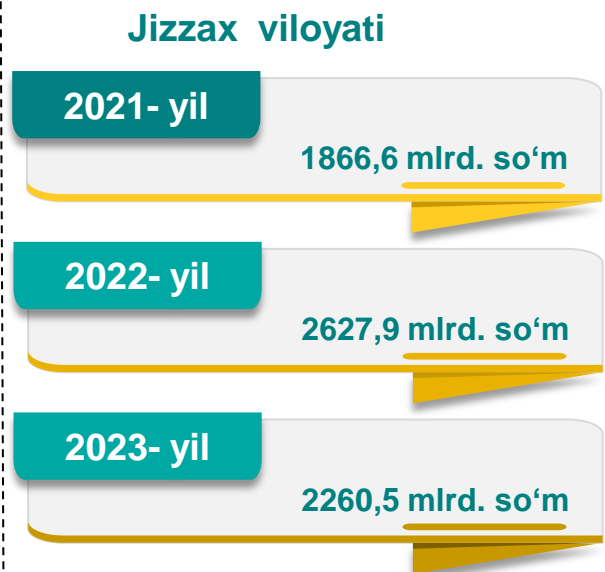 Jizzax viloyati
2021- yil
1866,6 mlrd. so‘m
2022- yil
2627,9 mlrd. so‘m
2023- yil
2260,5 mlrd. so‘m